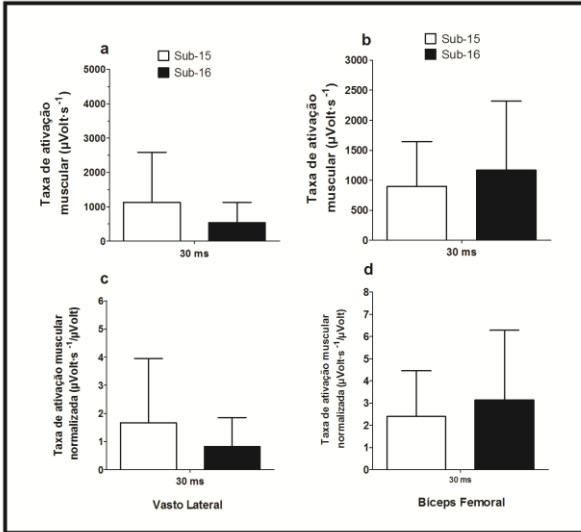 a
Sub-15
Sub-16
Taxa de ativação
muscular (µVolt·s⁻¹)
5000
4000
3000
2000
1000
0
30 ms
b
Sub-15
Sub-16
Taxa de ativação
muscular (µVolt·s⁻¹)
3000
2500
2000
1500
1000
500
0
30 ms
c
Taxa de ativação muscular
normalizada (µVolt·s⁻¹/µVolt)
6
5
4
3
2
1
0
30 ms
Vasto Lateral
d
Taxa de ativação muscular
normalizada (µVolt·s⁻¹/µVolt)
8
7
6
5
4
3
2
1
0
30 ms
Bíceps Femoral